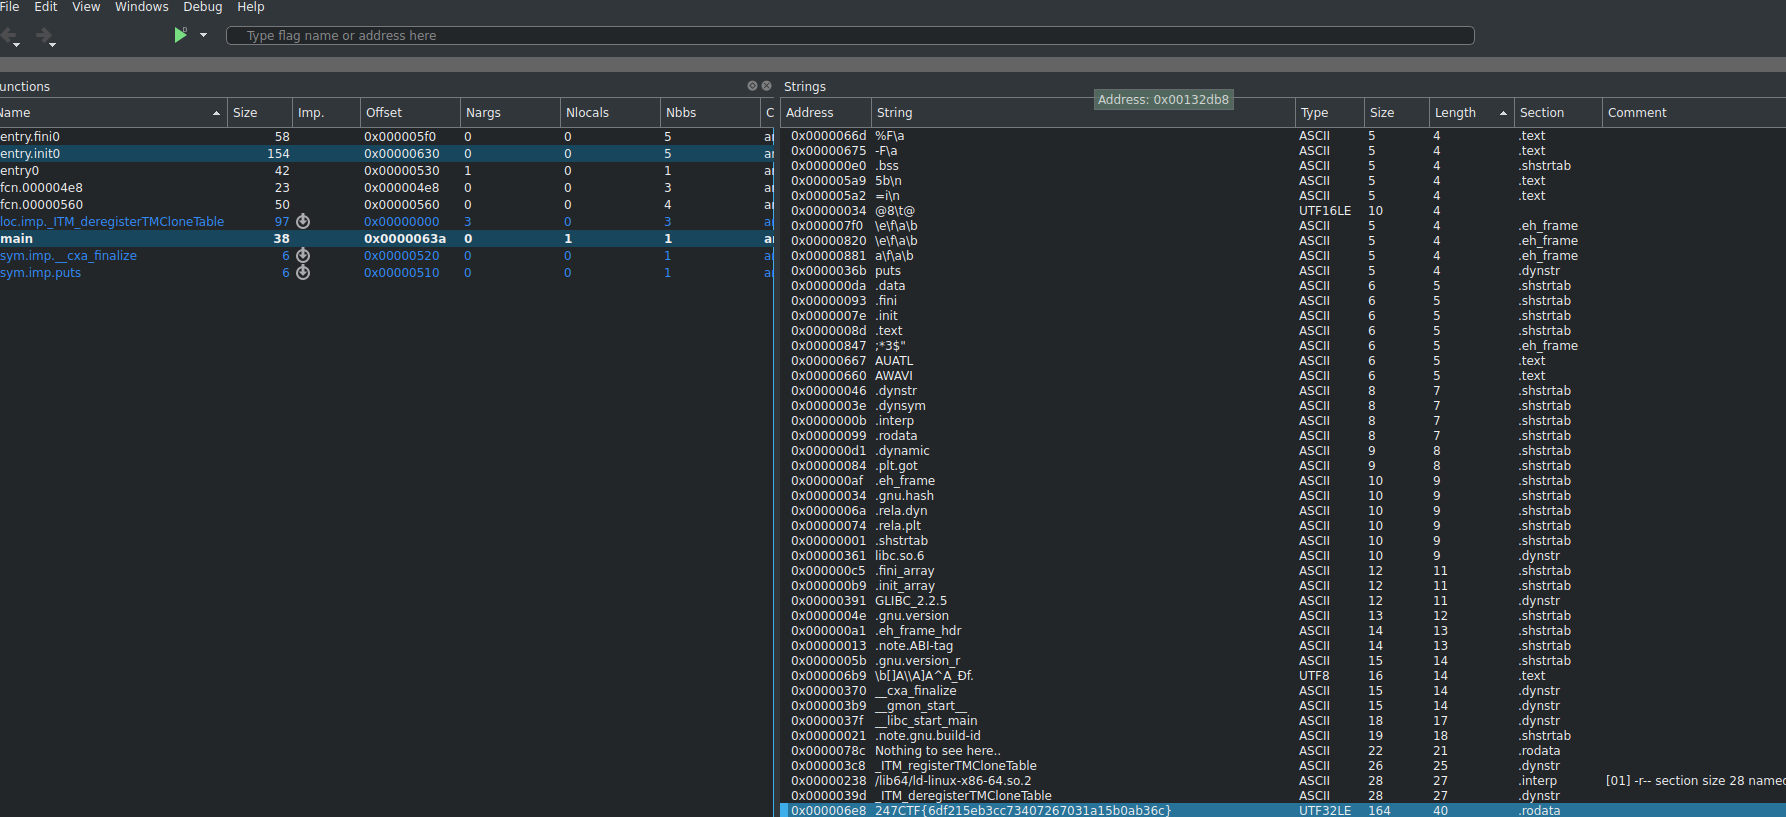 File Edit View Windows Debug Help
Type flag name or address here
unctions
Strings
Address: 0x00132db8
Name Size Imp. Offset Nargs Nlocals Nbbs C
Address String Type Size Length Section Comment
entry.fini0 58 0x000005f0 0 0 5
entry.init0 154 0x00000630 0 0 5
entry0 42 0x00000530 1 0 1
fcn.000004e8 23 0x000004e8 0 0 3
fcn.00000560 50 0x00000560 0 0 4
loc.imp._ITM_deregisterTMCloneTable 97 0x00000000 3 0 3
main 38 0x0000063a 0 1 1
sym.imp.__cxa_finalize 6 0x00000520 0 0 1
sym.imp.puts 6 0x00000510 0 0 1
0x0000066d %F\a ASCII 5 4 .text
0x00000675 -F\a ASCII 5 4 .text
0x000000e0 .bss ASCII 5 4 .shstrtab
0x000005a9 5b\n ASCII 5 4 .text
0x000005a2 =i\n ASCII 5 4 .text
0x00000034 @8\t@ UTF16LE 10 4
0x000007f0 \e\f\a\b ASCII 5 4 .eh_frame
0x00000820 \e\f\a\b ASCII 5 4 .eh_frame
0x00000881 a\f\a\b ASCII 5 4 .eh_frame
0x0000036b puts ASCII 5 4 .dynstr
0x000000da .data ASCII 6 5 .shstrtab
0x00000093 .fini ASCII 6 5 .shstrtab
0x0000007e .init ASCII 6 5 .shstrtab
0x0000008d .text ASCII 6 5 .shstrtab
0x00000847 ;*3$" ASCII 6 5 .eh_frame
0x00000667 AUATL ASCII 6 5 .text
0x00000660 AWAVI ASCII 6 5 .text
0x00000046 .dynstr ASCII 8 7 .shstrtab
0x0000003e .dynsym ASCII 8 7 .shstrtab
0x0000000b .interp ASCII 8 7 .shstrtab
0x00000099 .rodata ASCII 8 7 .shstrtab
0x000000d1 .dynamic ASCII 9 8 .shstrtab
0x00000084 .plt.got ASCII 9 8 .shstrtab
0x000000af .eh_frame ASCII 10 9 .shstrtab
0x00000034 .gnu.hash ASCII 10 9 .shstrtab
0x0000006a .rela.dyn ASCII 10 9 .shstrtab
0x00000074 .rela.plt ASCII 10 9 .shstrtab
0x00000001 .shstrtab ASCII 10 9 .shstrtab
0x00000361 libc.so.6 ASCII 10 9 .dynstr
0x000000c5 .fini_array ASCII 12 11 .shstrtab
0x000000b9 .init_array ASCII 12 11 .shstrtab
0x00000391 GLIBC_2.2.5 ASCII 12 11 .dynstr
0x0000004e .gnu.version ASCII 13 12 .shstrtab
0x000000a1 .eh_frame_hdr ASCII 14 13 .shstrtab
0x00000013 .note.ABI-tag ASCII 14 13 .shstrtab
0x0000005b .gnu.version_r ASCII 15 14 .shstrtab
0x000006b9 \b[]A\\A]A^A_Ðf. UTF8 16 14 .text
0x00000370 __cxa_finalize ASCII 15 14 .dynstr
0x000003b9 __gmon_start__ ASCII 15 14 .dynstr
0x0000037f __libc_start_main ASCII 18 17 .dynstr
0x00000021 .note.gnu.build-id ASCII 19 18 .shstrtab
0x0000078c Nothing to see here.. ASCII 22 21 .rodata
0x000003c8 _ITM_registerTMCloneTable ASCII 26 25 .dynstr
0x00000238 /lib64/ld-linux-x86-64.so.2 ASCII 28 27 .interp [01] -r-- section size 28 named
0x0000039d _ITM_deregisterTMCloneTable ASCII 28 27 .dynstr
0x000006e8 247CTF{6df215eb3cc73407267031a15b0ab36c} UTF32LE 164 40 .rodata